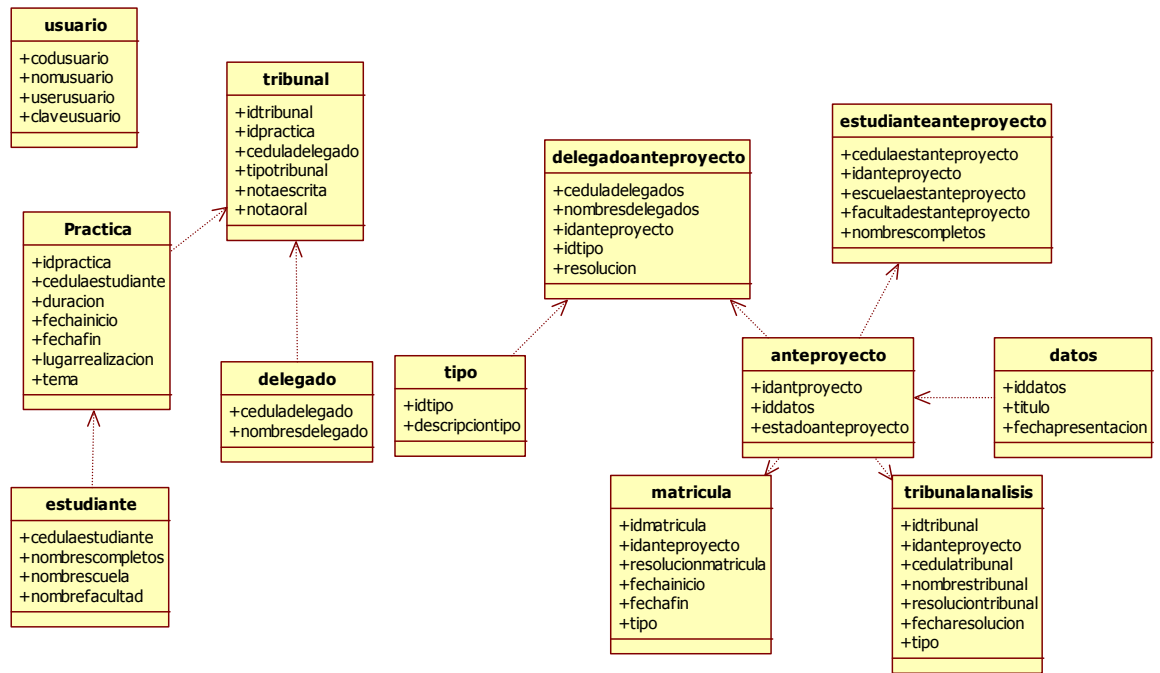 usuario
+codusuario
+nomusuario
+userusuario
+claveusuario
tribunal
+idtribunal
+idpractica
+ceduladelegado
+tipotribunal
+notaescrita
+notaoral
Practica
+idpractica
+cedulaestudiante
+duracion
+fechainicio
+fechafin
+lugarrealizacion
+tema
delegado
+ceduladelegado
+nombresdelegado
estudiante
+cedulaestudiante
+nombrescompletos
+nombrescuela
+nombrefacultad
delegadoanteproyecto
+ceduladelegados
+nombresdelegados
+idanteproyecto
+idtipo
+resolucion
estudianteanteproyecto
+cedulaestanteproyecto
+idanteproyecto
+escuelaestanteproyecto
+facultadestanteproyecto
+nombrescompletos
tipo
+idtipo
+descripciontipo
anteproyecto
+idantproyecto
+iddatos
+estadoanteproyecto
datos
+iddatos
+titulo
+fechapresentacion
matricula
+idmatricula
+idanteproyecto
+resolucionmatricula
+fechainicio
+fechafin
+tipo
tribunalanalisis
+idtribunal
+idanteproyecto
+cedulatribunal
+nombrestribunal
+resoluciontribunal
+fecharesolucion
+tipo